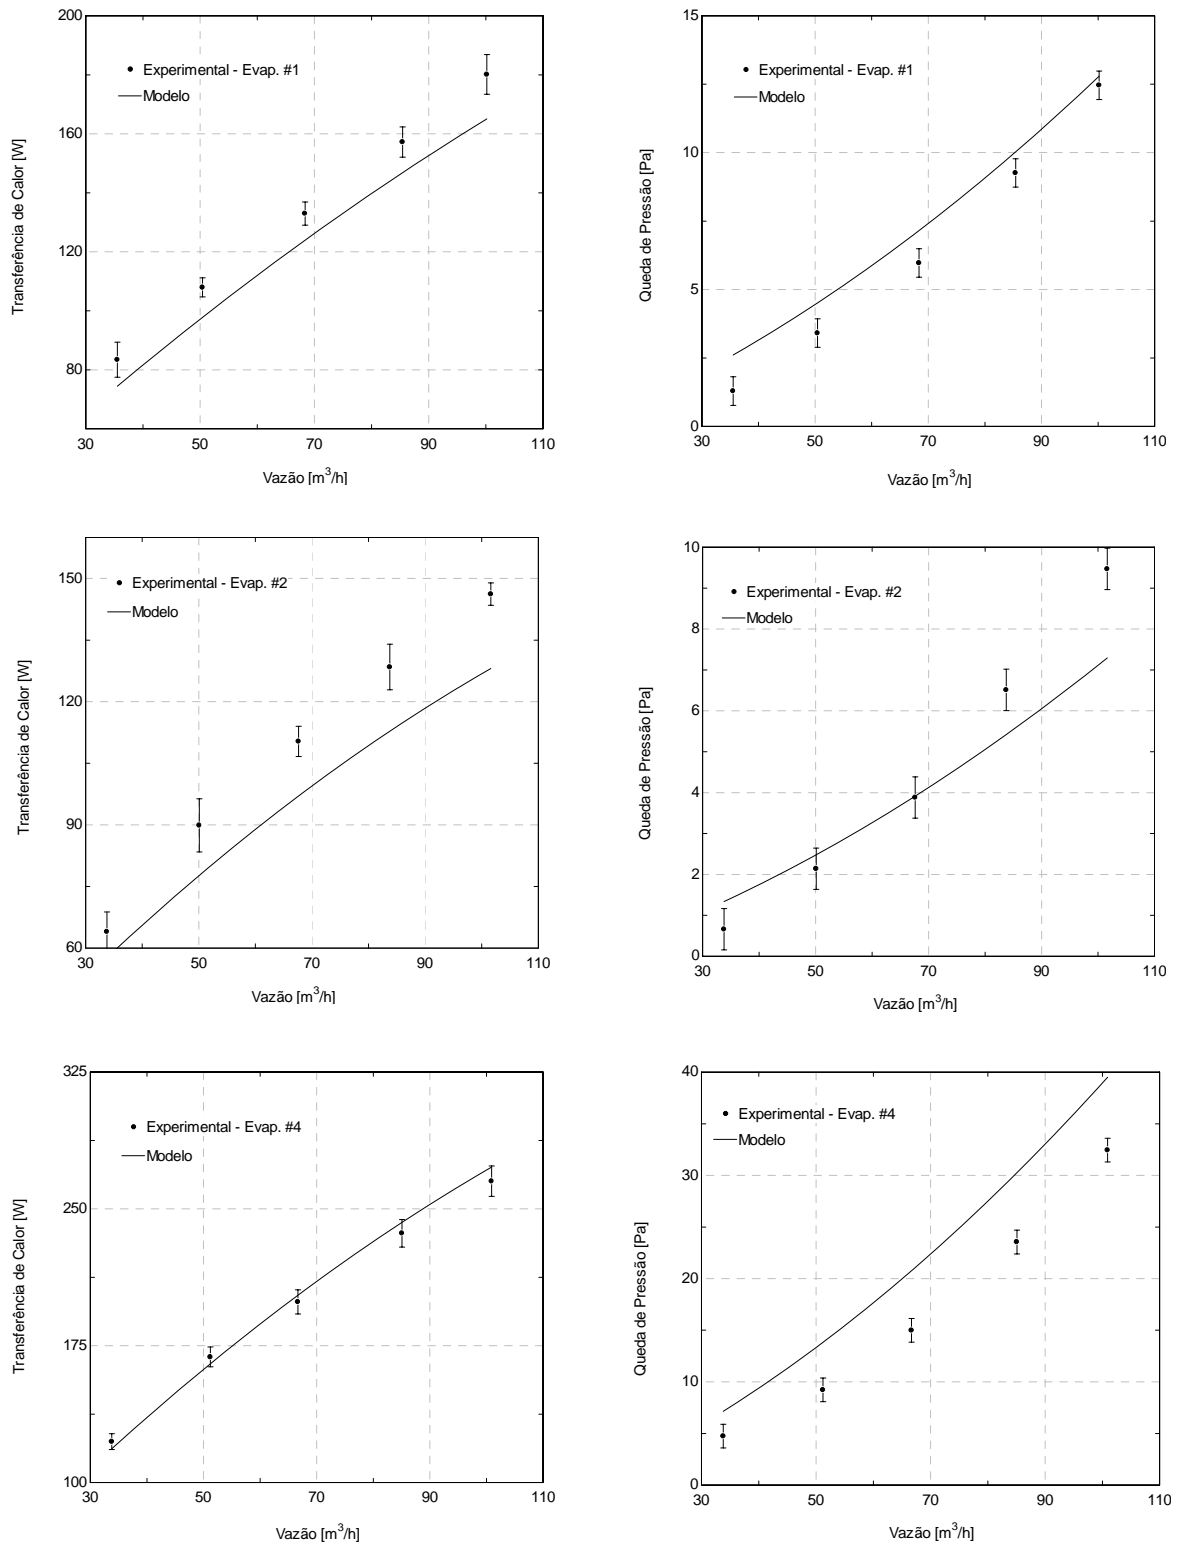 200
160
120
80
30
50
70
90
110
Transferência de Calor [W]
Experimental - Evap. #1
Modelo
Vazão [m³/h]
15
10
5
0
30
50
70
90
110
Queda de Pressão [Pa]
Experimental - Evap. #1
Modelo
Vazão [m³/h]
150
120
90
60
30
50
70
90
110
Transferência de Calor [W]
Experimental - Evap. #2
Modelo
Vazão [m³/h]
10
8
6
4
2
0
30
50
70
90
110
Queda de Pressão [Pa]
Experimental - Evap. #2
Modelo
Vazão [m³/h]
325
250
175
100
30
50
70
90
110
Transferência de Calor [W]
Experimental - Evap. #4
Modelo
Vazão [m³/h]
40
30
20
10
0
30
50
70
90
110
Queda de Pressão [Pa]
Experimental - Evap. #4
Modelo
Vazão [m³/h]